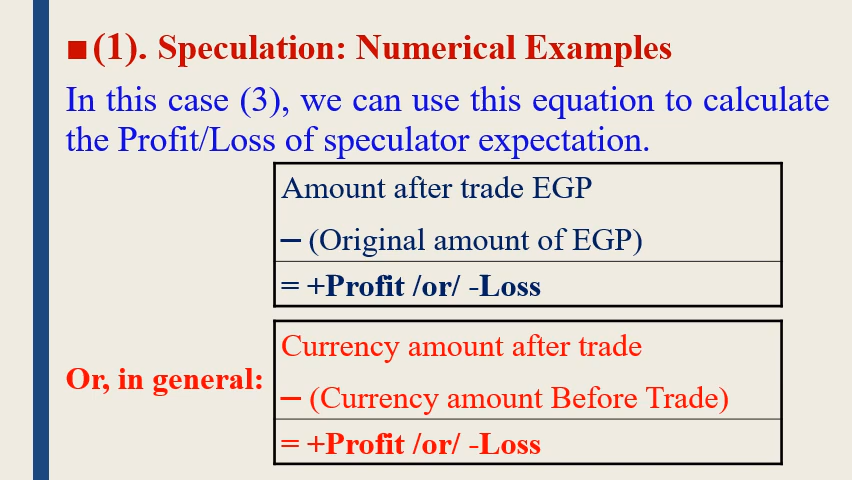 ■(1). Speculation: Numerical Examples
In this case (3), we can use this equation to calculate
the Profit/Loss of speculator expectation.
Amount after trade EGP
− (Original amount of EGP)
= +Profit /or/ -Loss
Or, in general:
Currency amount after trade
− (Currency amount Before Trade)
= +Profit /or/ -Loss